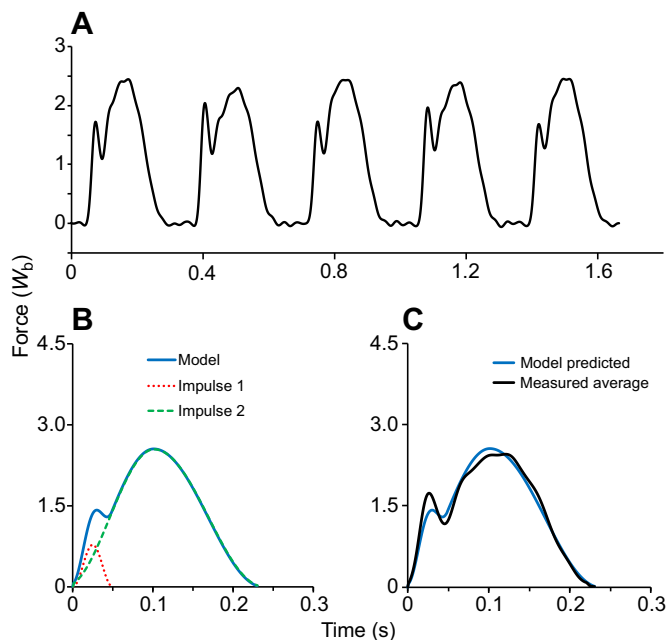 A
3
2
1
0
0
0.4
0.8
1.2
1.6
Force (Wb)
B
4.5
3.0
1.5
0
0
0.1
0.2
0.3
Model
Impulse 1
Impulse 2
C
4.5
3.0
1.5
0
0
0.1
0.2
0.3
Model predicted
Measured average
Time (s)